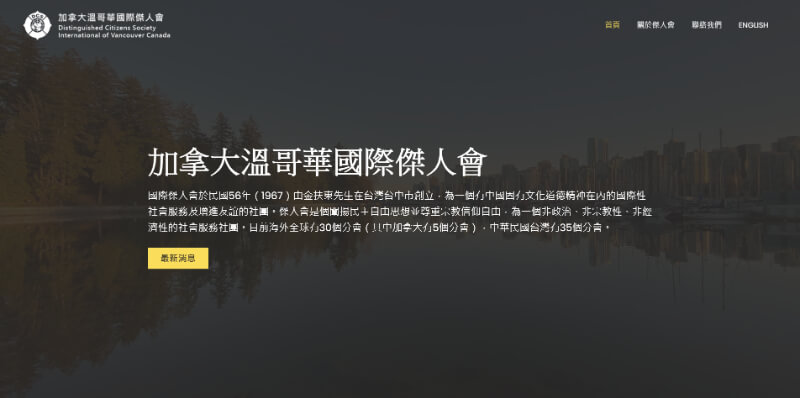 加拿大溫哥華國際傑人會
Distinguished Citizens Society
International of Vancouver Canada
首頁
關於傑人會
聯絡我們
ENGLISH
加拿大溫哥華國際傑人會
國際傑人會於民國56年（1967）由金扶東先生在台灣台中市創立，為一個有中國固有文化道德精神在內的國際性
社會服務及增進友誼的社團。傑人會是個闡揚民主自由思想並尊重宗教信仰自由，為一個非政治、非宗教性、非經
濟性的社會服務社團。目前海外全球有30個分會（其中加拿大有5個分會），中華民國台灣有35個分會。
最新消息